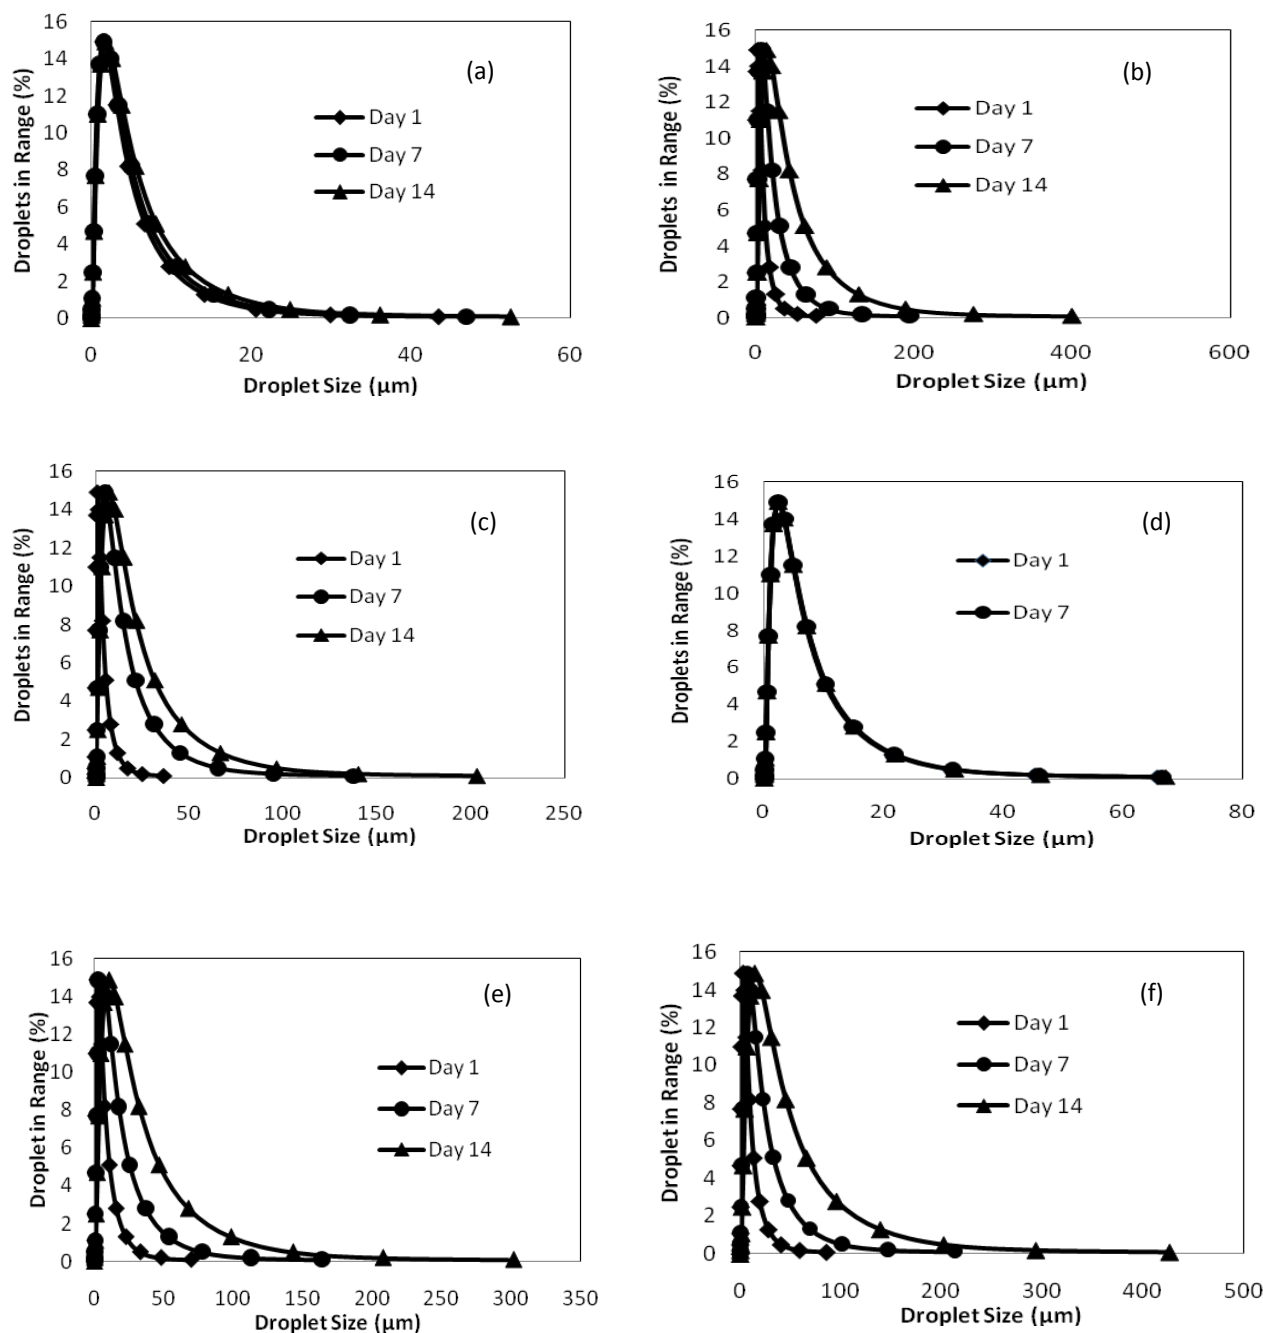 16
14
12
10
8
6
4
2
0
Droplets in Range (%)
(a)
Day 1
Day 7
Day 14
0 20 40 60
Droplet Size (µm)
16
14
12
10
8
6
4
2
0
Droplets in Range (%)
(b)
Day 1
Day 7
Day 14
0 200 400 600
Droplet Size (µm)
16
14
12
10
8
6
4
2
0
Droplets in Range (%)
(c)
Day 1
Day 7
Day 14
0 50 100 150 200 250
Droplet Size (µm)
16
14
12
10
8
6
4
2
0
Droplets in Range (%)
(d)
Day 1
Day 7
0 20 40 60 80
Droplet Size (µm)
16
14
12
10
8
6
4
2
0
Droplet in Range (%)
(e)
Day 1
Day 7
Day 14
0 50 100 150 200 250 300 350
Droplet Size (µm)
16
14
12
10
8
6
4
2
0
Droplet in Range (%)
(f)
Day 1
Day 7
Day 14
0 100 200 300 400 500
Droplet Size (µm)